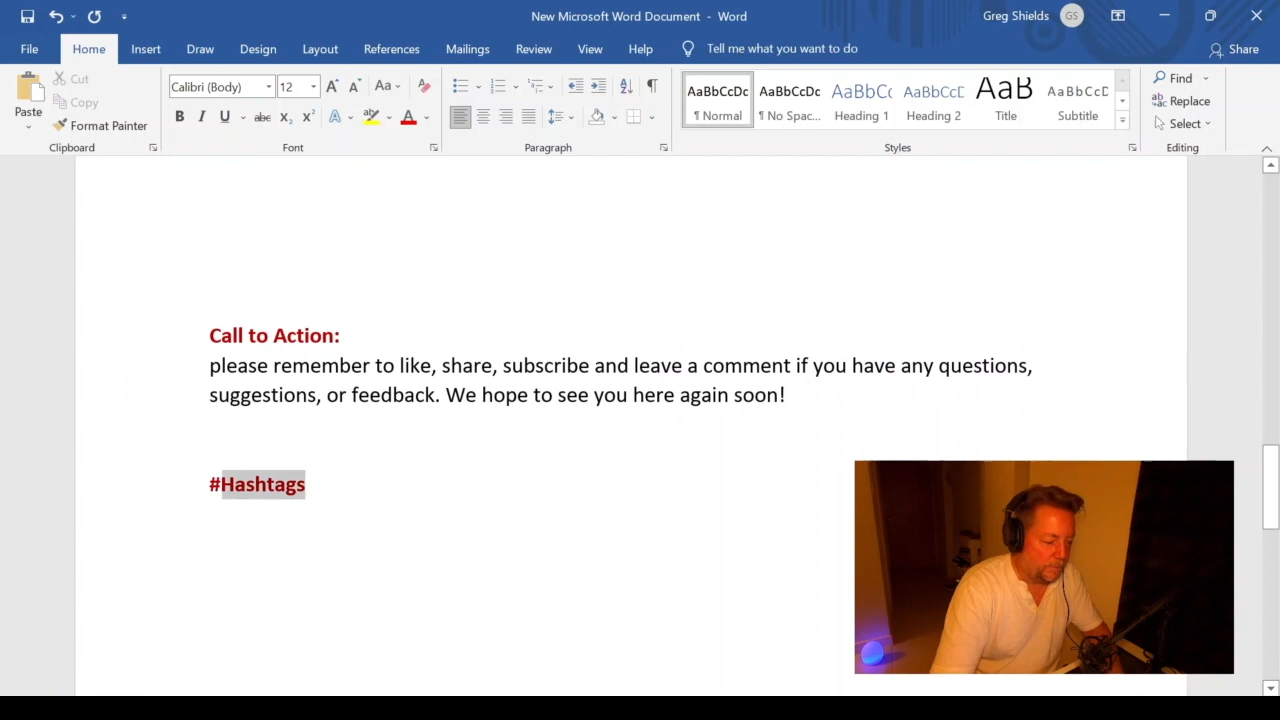 New Microsoft Word Document - Word
Greg Shields GS
File Home Insert Draw Design Layout References Mailings Review View Help Tell me what you want to do Share
Paste
Cut
Copy
Format Painter
Clipboard
Calibri (Body) 12
Font
Paragraph
AaBbCcDc AaBbCcDc AaBbCc AaBbCcD AaB AaBbCcD
¶ Normal ¶ No Spac... Heading 1 Heading 2 Title Subtitle
Styles
Find
Replace
Select
Editing
Call to Action:
please remember to like, share, subscribe and leave a comment if you have any questions,
suggestions, or feedback. We hope to see you here again soon!
#Hashtags